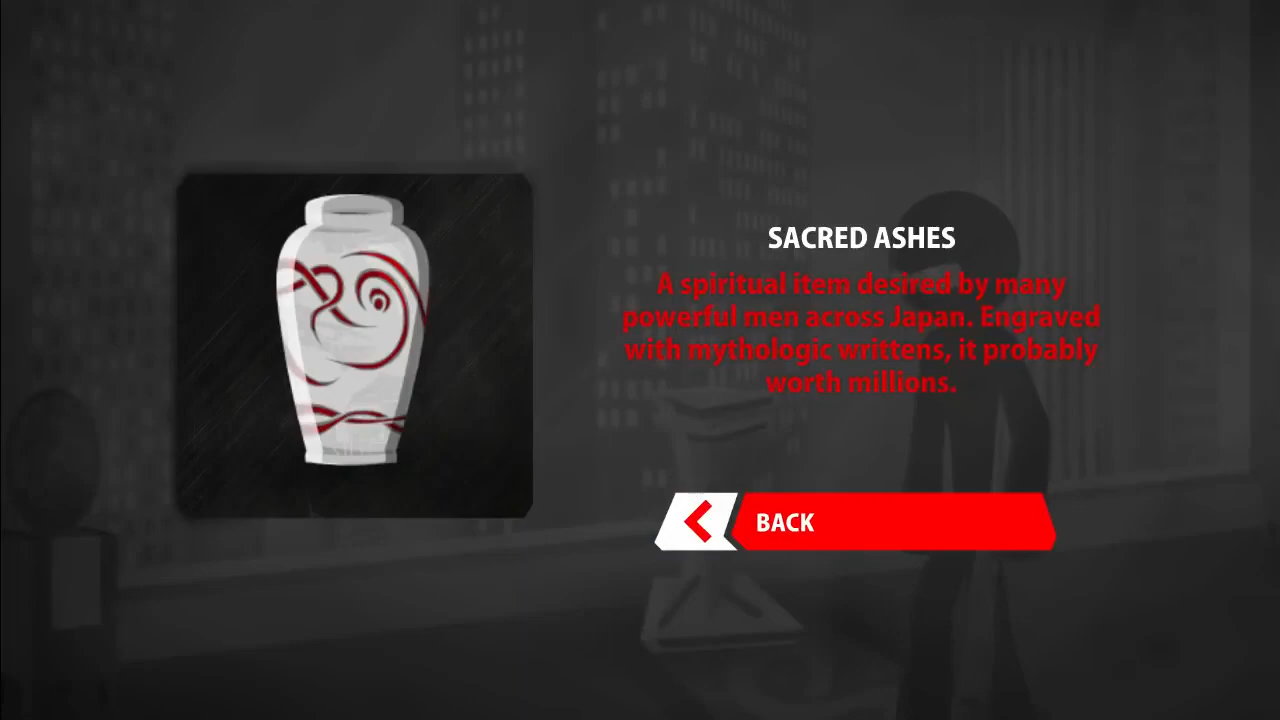 SACRED ASHES
A spiritual item desired by many
powerful men across Japan. Engraved
with mythologic writtens, it probably
worth millions.
BACK